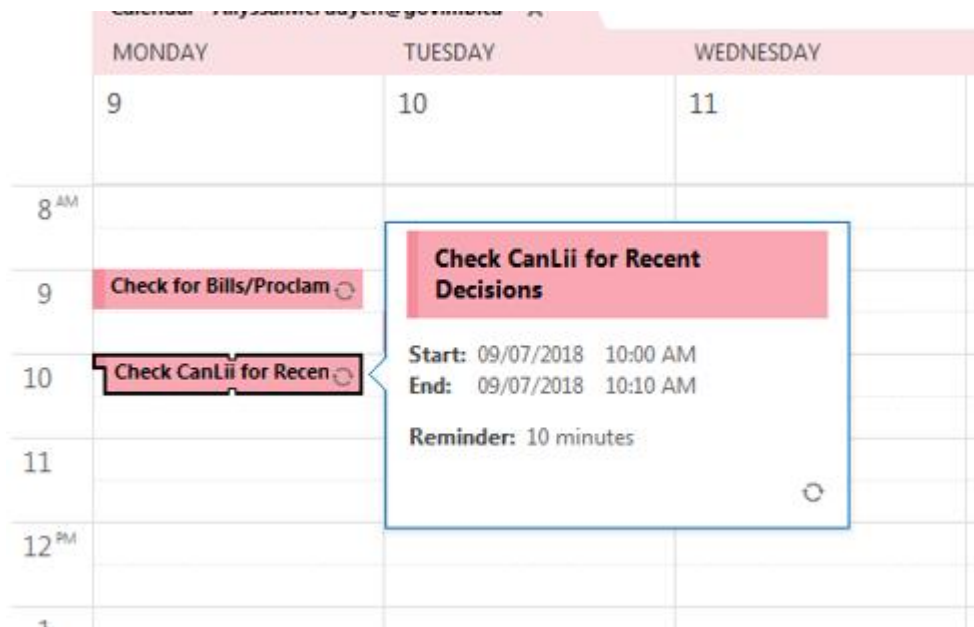 MONDAY TUESDAY WEDNESDAY
9 10 11
8 AM
Check CanLii for Recent
Decisions
9 Check for Bills/Proclam
Start: 09/07/2018 10:00 AM
10 Check CanLii for Recen
End: 09/07/2018 10:10 AM
Reminder: 10 minutes
11
12 PM